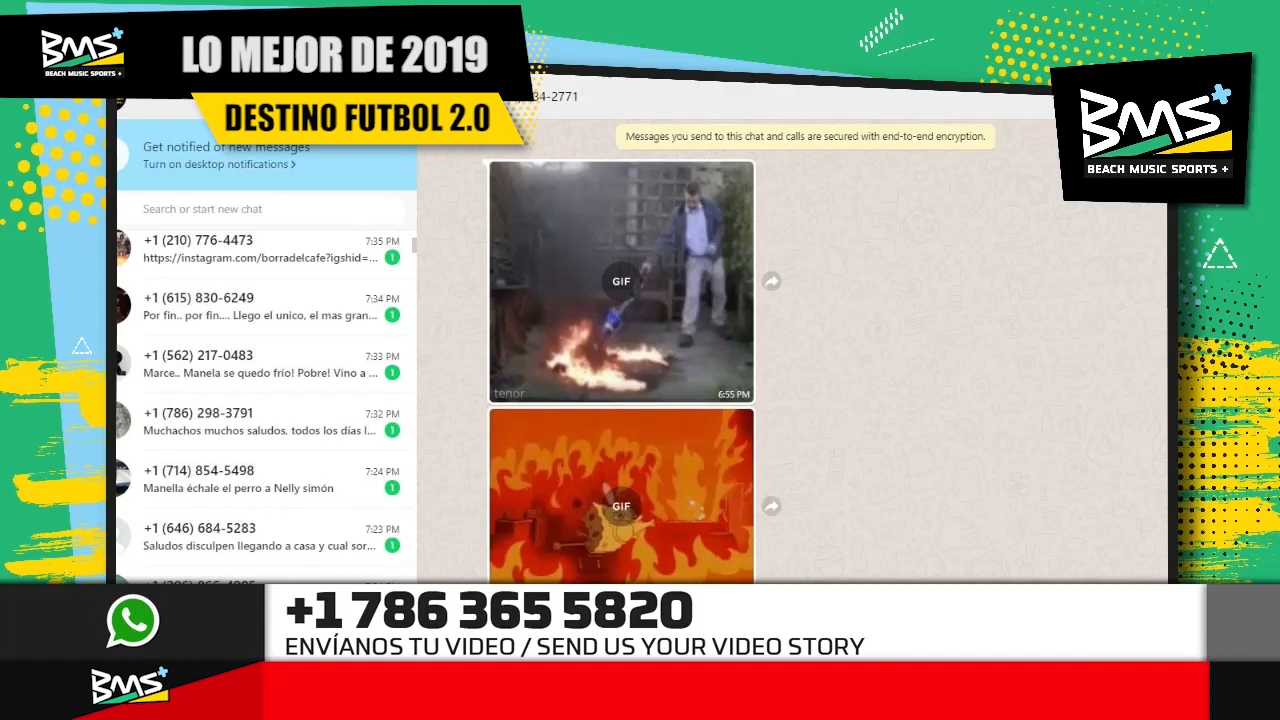 BMS+
BEACH MUSIC SPORTS +
LO MEJOR DE 2019
DESTINO FUTBOL 2.0
34-2771
BMS+
BEACH MUSIC SPORTS +
Get notified of new messages
Turn on desktop notifications >
Messages you send to this chat and calls are secured with end-to-end encryption.
Search or start new chat
+1 (210) 776-4473 7:35 PM
https://instagram.com/borradelcafe?igshid=... 1
+1 (615) 830-6249 7:34 PM
Por fin.. por fin.... Llego el unico, el mas gran... 1
+1 (562) 217-0483 7:33 PM
Marce.. Manela se quedo frío! Pobre! Vino a ... 1
+1 (786) 298-3791 7:32 PM
Muchachos muchos saludos, todos los días l... 1
+1 (714) 854-5498 7:24 PM
Manella échale el perro a Nelly simón 1
+1 (646) 684-5283 7:23 PM
Saludos disculpen llegando a casa y cual sor... 1
GIF
tenor 6:55 PM
GIF
+1 786 365 5820
ENVÍANOS TU VIDEO / SEND US YOUR VIDEO STORY
BMS+